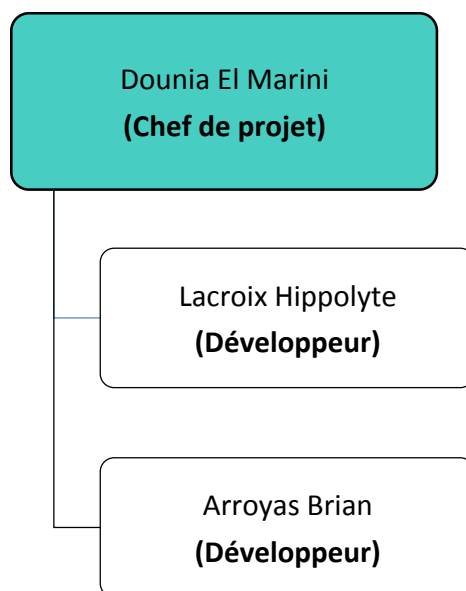 Dounia El Marini
(Chef de projet)
Lacroix Hippolyte
(Développeur)
Arroyas Brian
(Développeur)